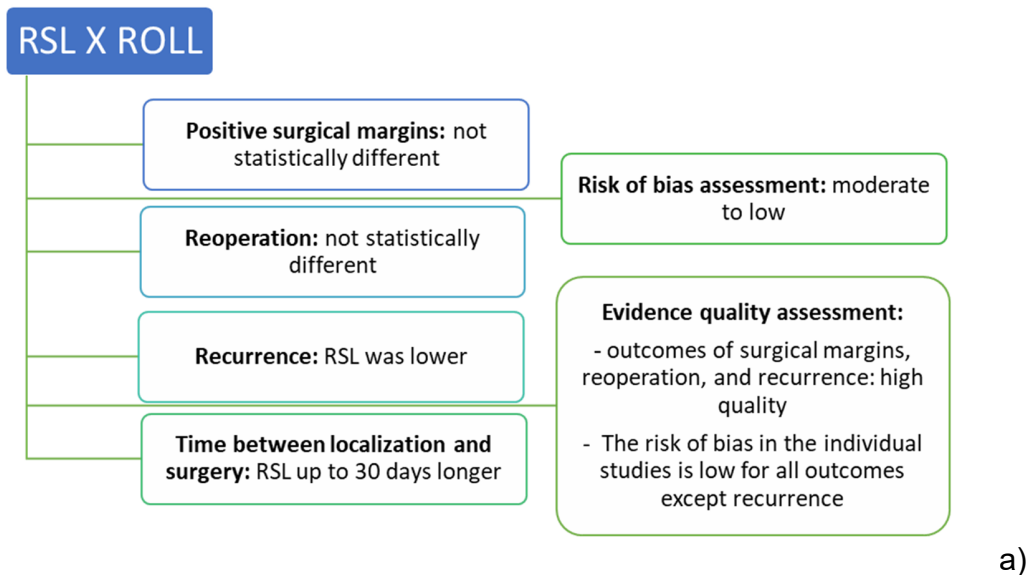 RSL X ROLL
Positive surgical margins: not
statistically different
Risk of bias assessment: moderate
to low
Reoperation: not statistically
different
Recurrence: RSL was lower
Time between localization and
surgery: RSL up to 30 days longer
Evidence quality assessment:
- outcomes of surgical margins,
reoperation, and recurrence: high
quality
- The risk of bias in the individual
studies is low for all outcomes
except recurrence
a)